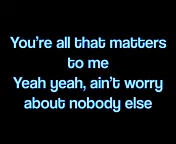 You're all that matters
to me
Yeah yeah, ain't worry
about nobody else